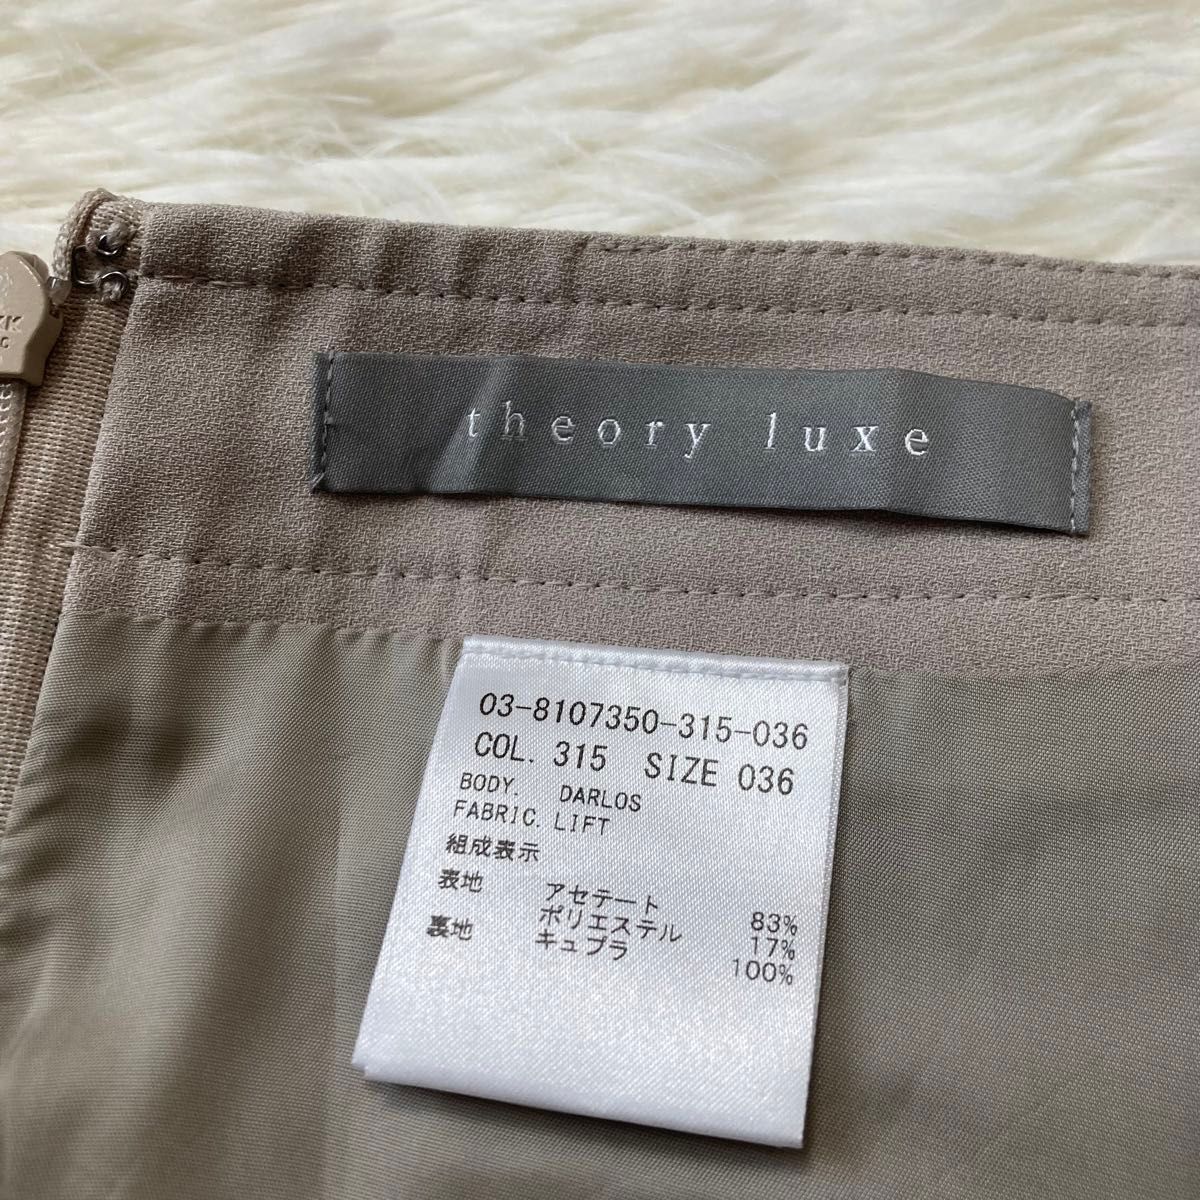 theory luxe
03-8107350-315-036
COL. 315 SIZE 036
BODY. DARLOS
FABRIC. LIFT
組成表示
表地 アセテート 83%
ポリエステル 17%
裏地 キュプラ 100%